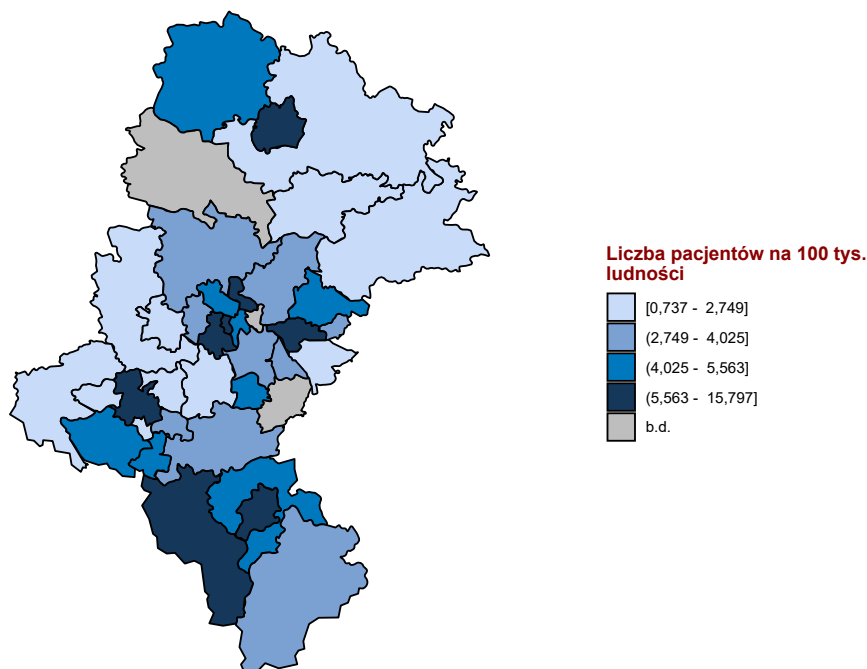 Liczba pacjentów na 100 tys.
ludności
[0,737 - 2,749]
(2,749 - 4,025]
(4,025 - 5,563]
(5,563 - 15,797]
b.d.